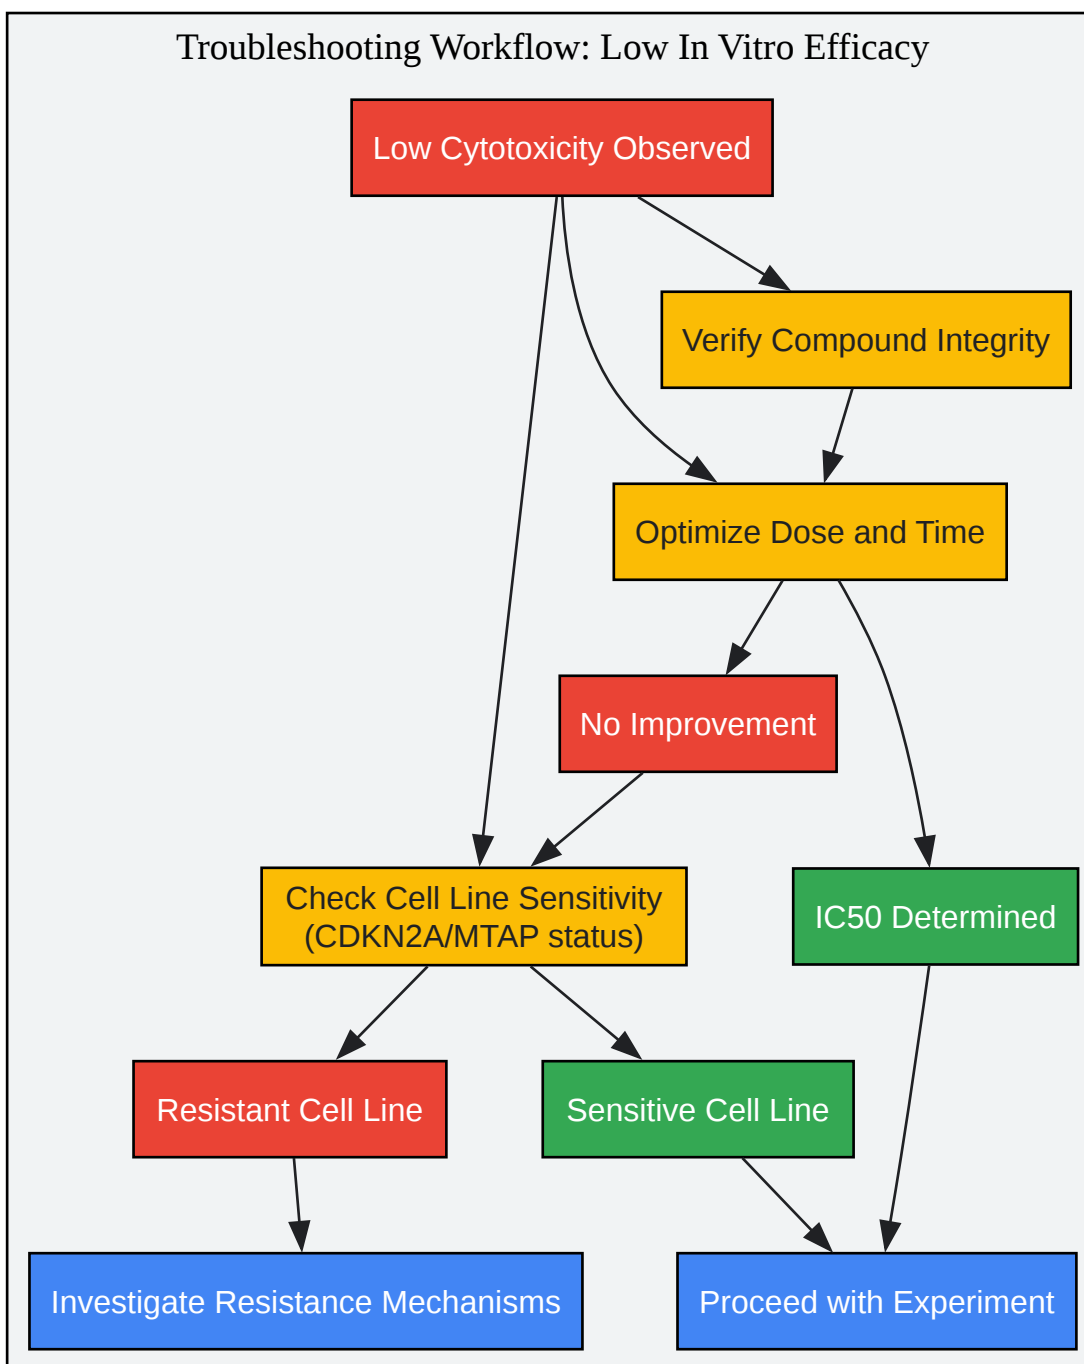 Troubleshooting Workflow: Low In Vitro Efficacy
Low Cytotoxicity Observed
Verify Compound Integrity
Optimize Dose and Time
No Improvement
Check Cell Line Sensitivity
(CDKN2A/MTAP status)
IC50 Determined
Resistant Cell Line
Sensitive Cell Line
Investigate Resistance Mechanisms
Proceed with Experiment